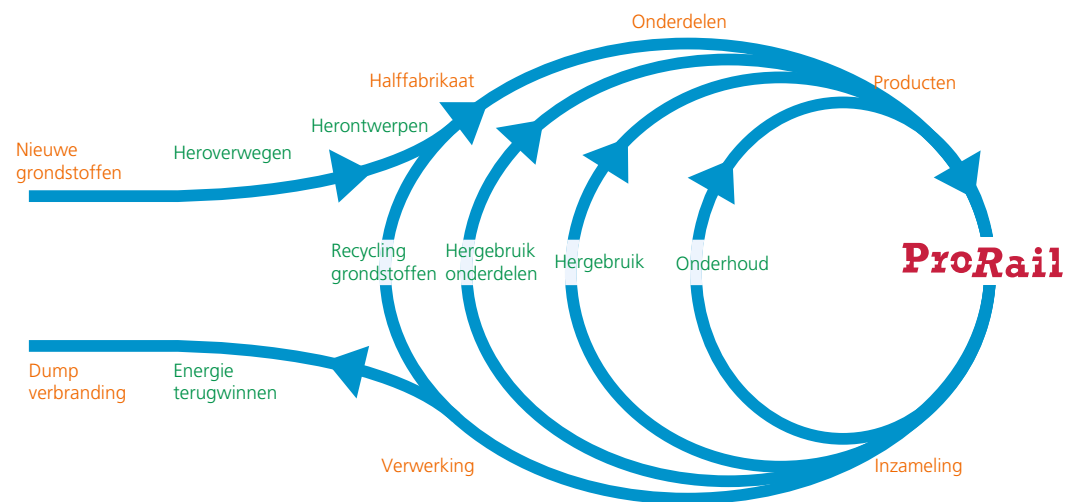 Onderdelen
Halffabrikaat
Producten
Herontwerpen
Nieuwe
grondstoffen
Heroverwegen
Recycling
grondstoffen
Hergebruik
onderdelen
Hergebruik
Onderhoud
ProRail
Dump
verbranding
Energie
terugwinnen
Verwerking
Inzameling